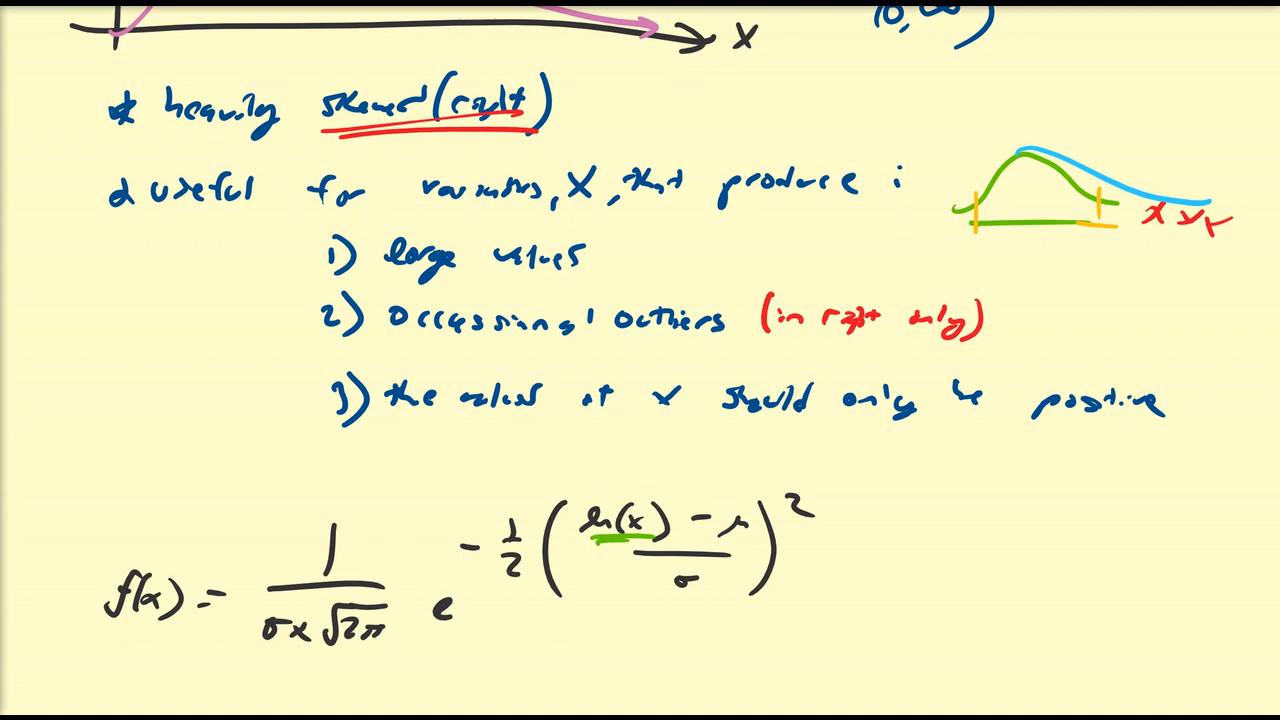 (0, ∞)
x
* heavily skewed (right)
* useful for variables, X, that produce :
x x x
1) large values
2) occassional outliers (in right only)
3) the values of x should only be positive
f(x) = 1 / (σx √2π) e^(- 1/2 ((ln(x) - μ) / σ)^2)